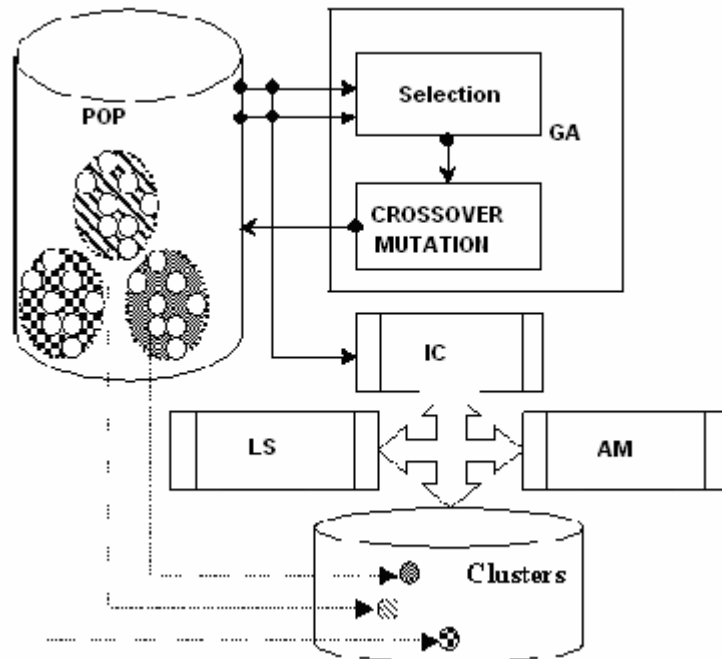 POP
Selection
GA
CROSSOVER
MUTATION
IC
LS
AM
Clusters